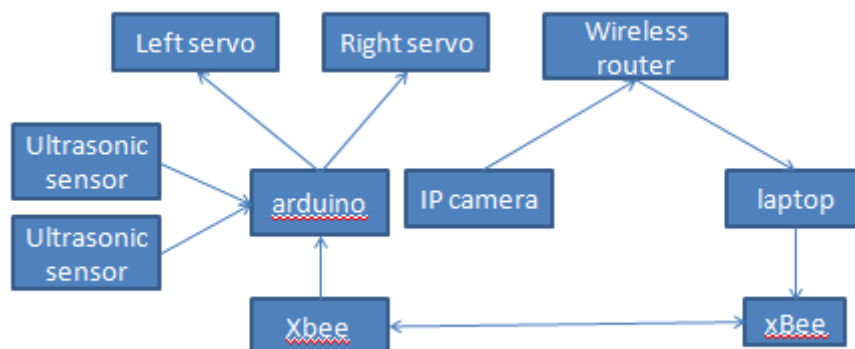 Left servo
Right servo
Wireless
router
Ultrasonic
sensor
arduino
IP camera
laptop
Ultrasonic
sensor
Xbee
xBee